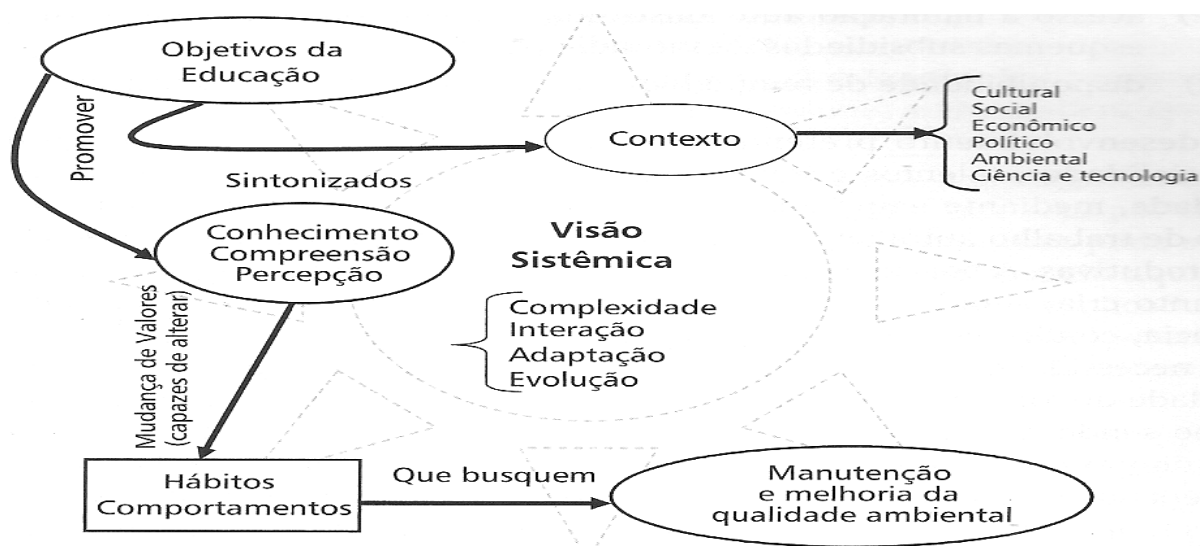 Objetivos da
Educação
Promover
Sintonizados
Contexto
Cultural
Social
Econômico
Político
Ambiental
Ciência e tecnologia
Conhecimento
Compreensão
Percepção
Visão
Sistêmica
Complexidade
Interação
Adaptação
Evolução
Mudança de Valores
(capazes de alterar)
Hábitos
Comportamentos
Que busquem
Manutenção
e melhoria da
qualidade ambiental